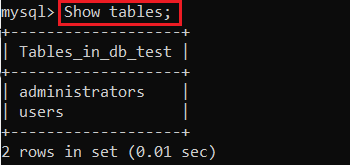 mysql> Show tables;
+-------------------+
| Tables_in_db_test |
+-------------------+
| administrators    |
| users             |
+-------------------+
2 rows in set (0.01 sec)